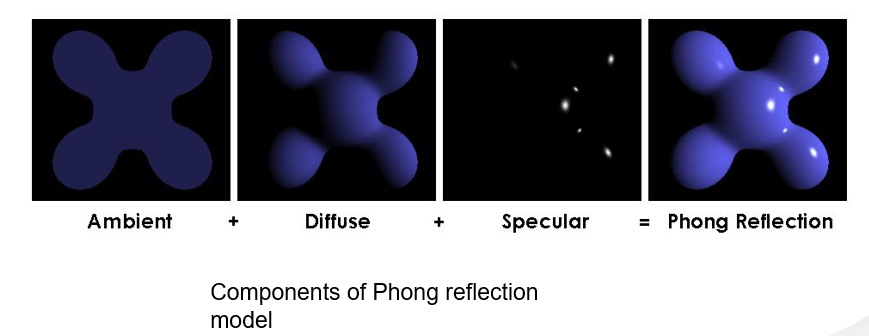 Ambient + Diffuse + Specular = Phong Reflection
Components of Phong reflection
model